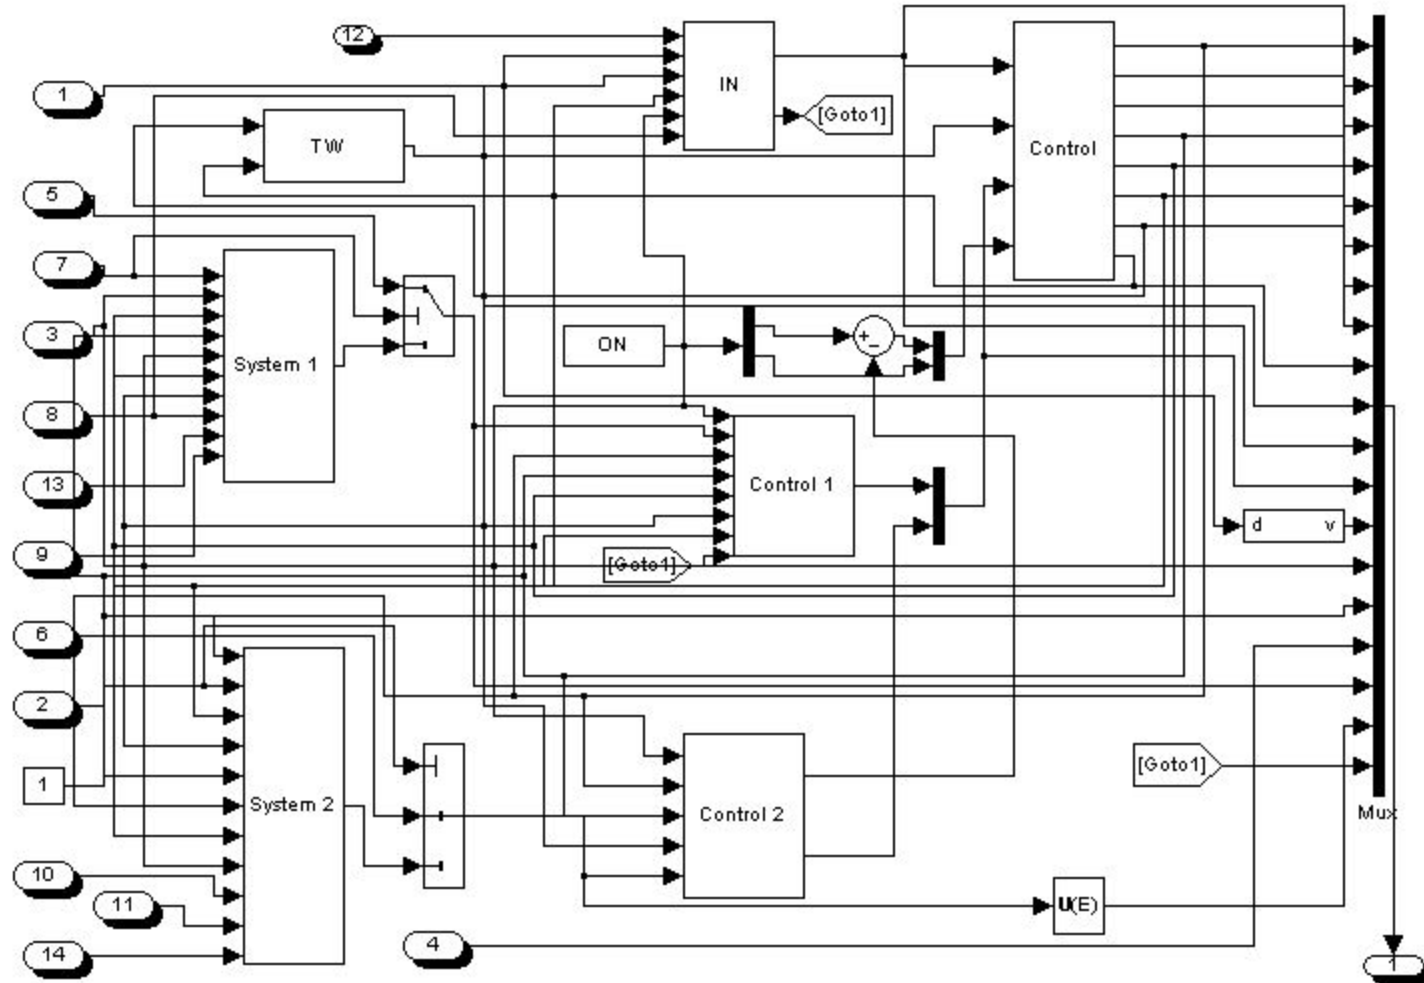 12
1
IN
[Goto1]
TW
Control
5
7
3
System 1
ON
+
−
8
13
Control 1
d v
9
[Goto1]
6
2
1
System 2
Control 2
[Goto1]
Mux
10
11
U(E)
14
4
1